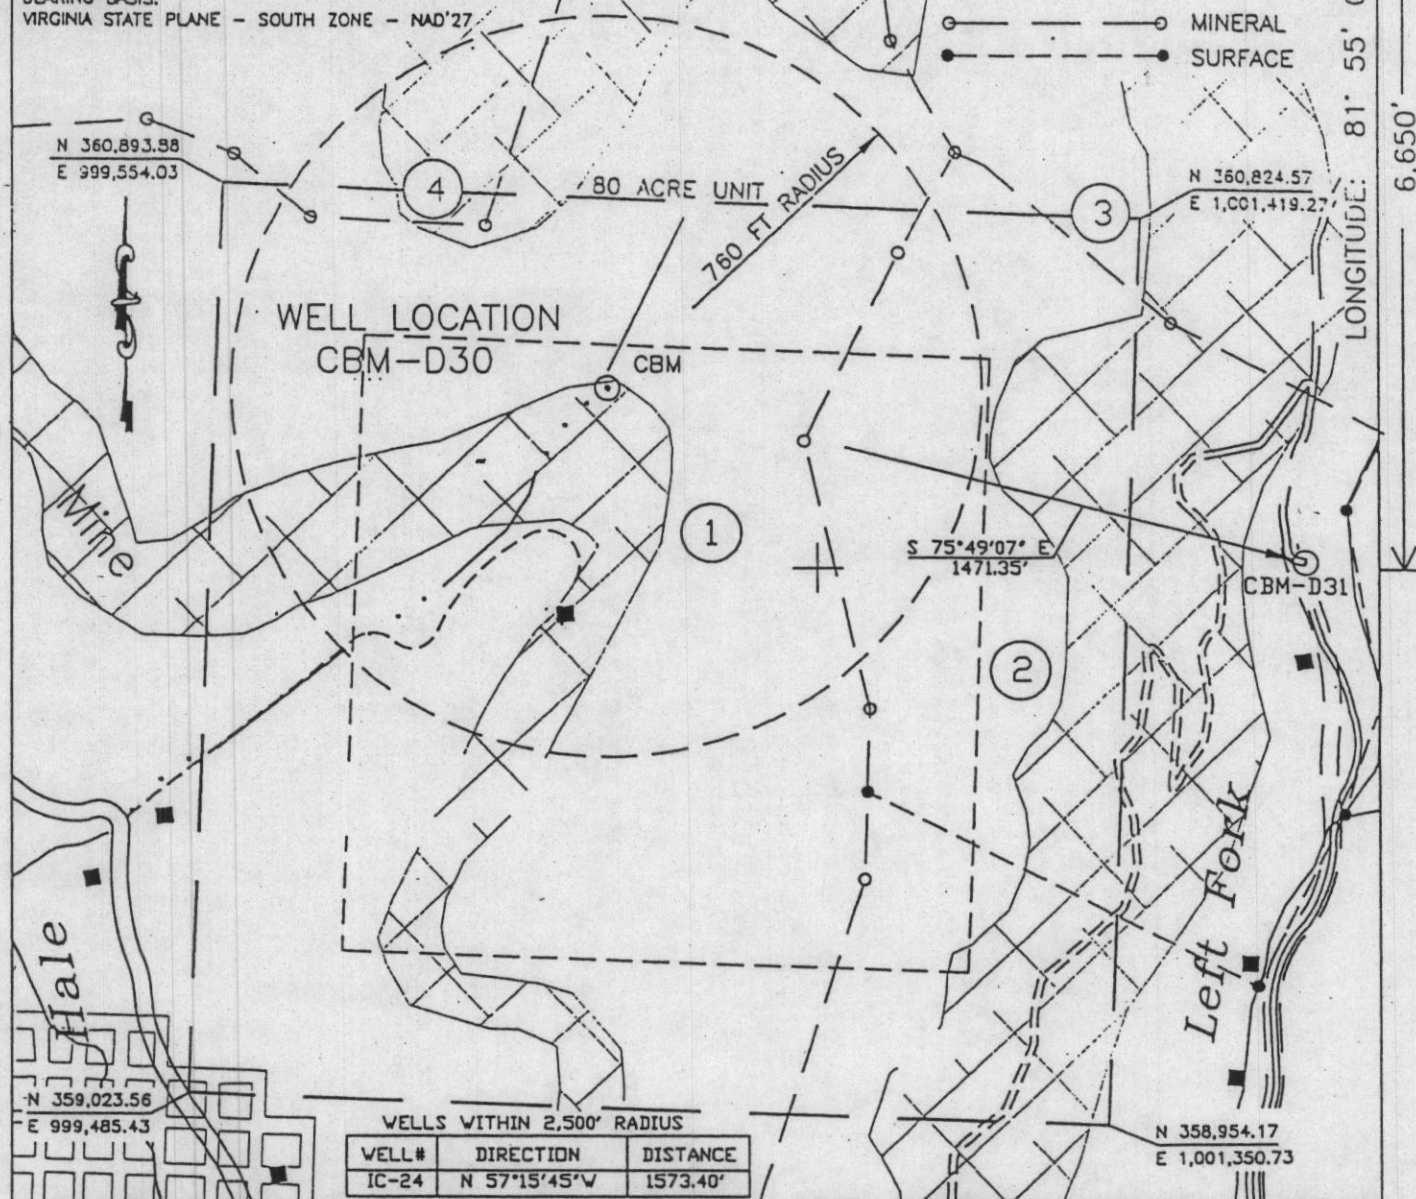 BEARING BASIS:
VIRGINIA STATE PLANE - SOUTH ZONE - NAD'27
MINERAL
SURFACE
LONGITUDE: 81° 55'
6,650'
N 360,893.88
E 999,554.03
4
80 ACRE UNIT
760 FT RADIUS
3
N 360,824.57
E 1,001,419.27
WELL LOCATION
CBM-D30
CBM
Mine
1
S 75°49'07" E
1471.35'
CBM-D31
2
Left Fork
Hale
N 359,023.56
E 999,485.43
WELLS WITHIN 2,500' RADIUS
WELL# DIRECTION DISTANCE
IC-24 N 57°15'45"W 1573.40'
N 358,954.17
E 1,001,350.73